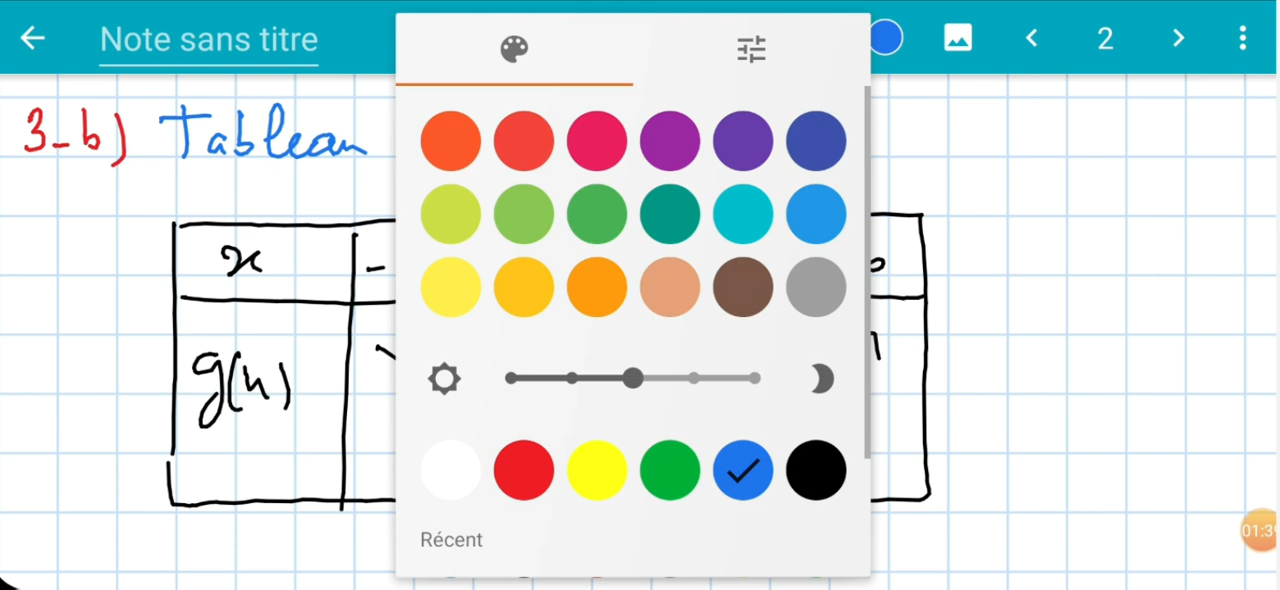 Note sans titre
2
3-b) Tableau
x
g(x)
Récent